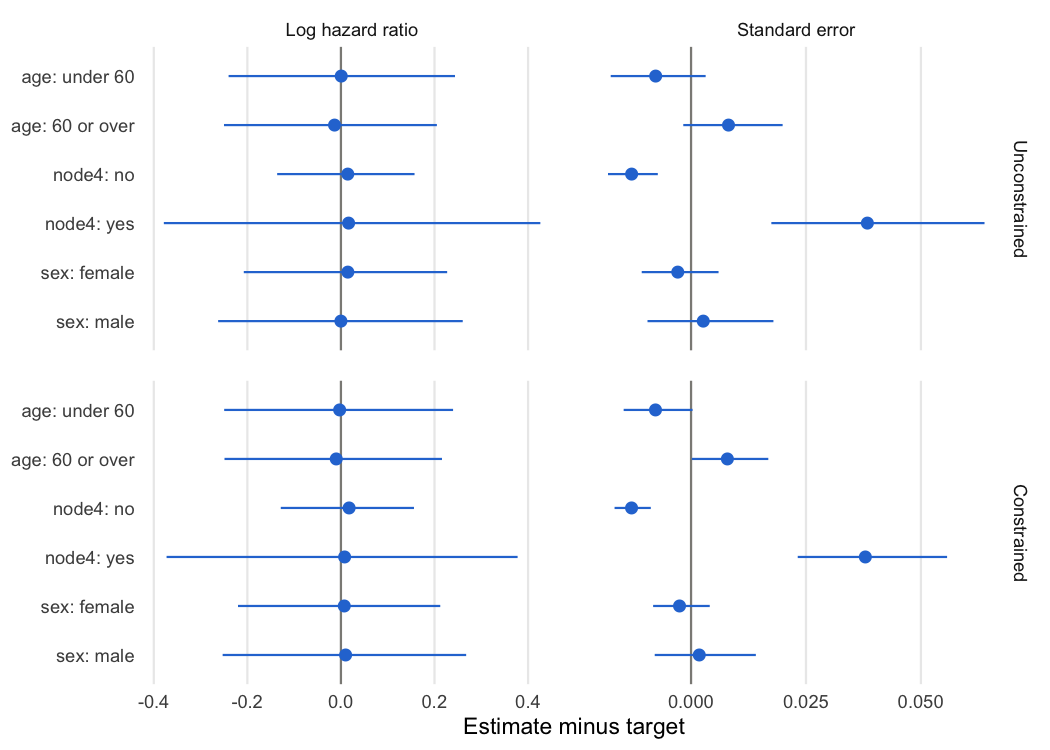 Log hazard ratio
Standard error
age: under 60
age: 60 or over
node4: no
node4: yes
sex: female
sex: male
Unconstrained
age: under 60
age: 60 or over
node4: no
node4: yes
sex: female
sex: male
Constrained
-0.4 -0.2 0.0 0.2 0.4
0.000 0.025 0.050
Estimate minus target